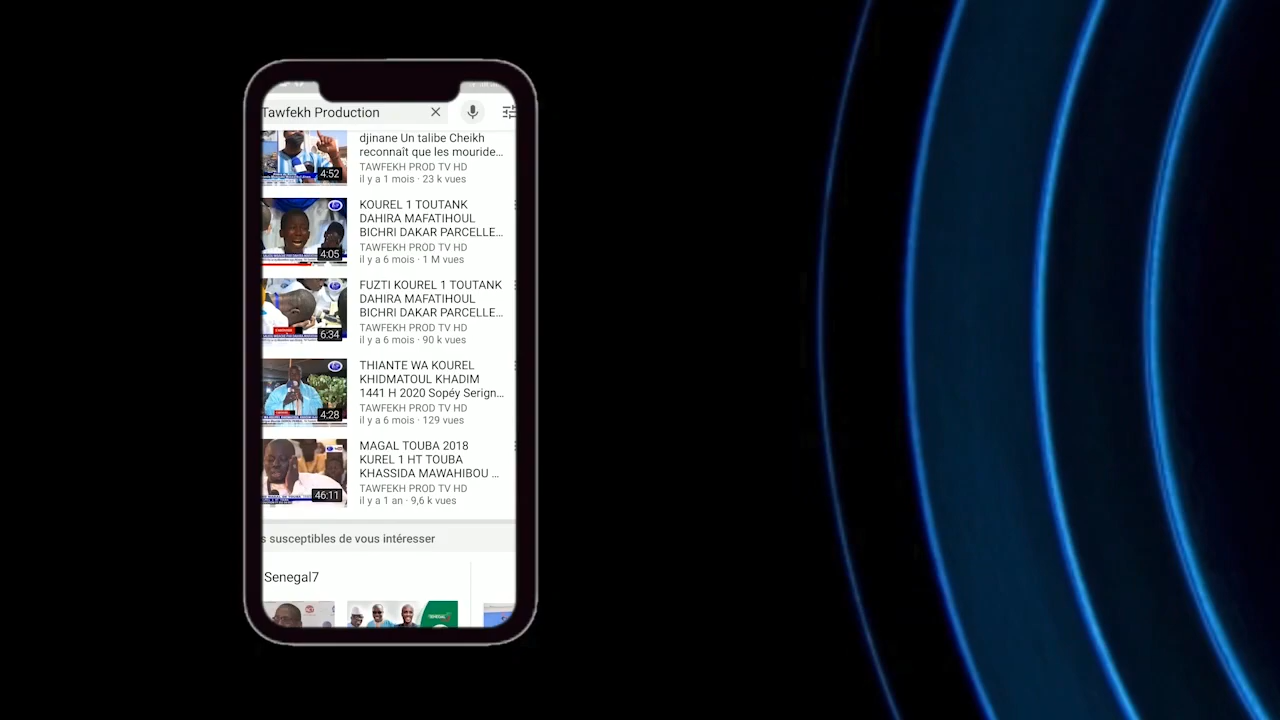 Tawfekh Production
djinane Un talibe Cheikh
reconnaît que les mouride...
TAWFEKH PROD TV HD
il y a 1 mois · 23 k vues
4:52
KOUREL 1 TOUTANK
DAHIRA MAFATIHOUL
BICHRI DAKAR PARCELLE...
TAWFEKH PROD TV HD
il y a 6 mois · 1 M vues
4:05
FUZTI KOUREL 1 TOUTANK
DAHIRA MAFATIHOUL
BICHRI DAKAR PARCELLE...
TAWFEKH PROD TV HD
il y a 6 mois · 90 k vues
6:34
THIANTE WA KOUREL
KHIDMATOUL KHADIM
1441 H 2020 Sopéy Serign...
TAWFEKH PROD TV HD
il y a 6 mois · 129 vues
4:28
MAGAL TOUBA 2018
KUREL 1 HT TOUBA
KHASSIDA MAWAHIBOU ...
TAWFEKH PROD TV HD
il y a 1 an · 9,6 k vues
46:11
s susceptibles de vous intéresser
Senegal7